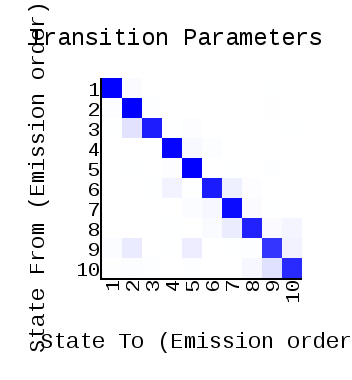 Transition Parameters
State From (Emission order)
1
2
3
4
5
6
7
8
9
10
1 2 3 4 5 6 7 8 9 10
State To (Emission order